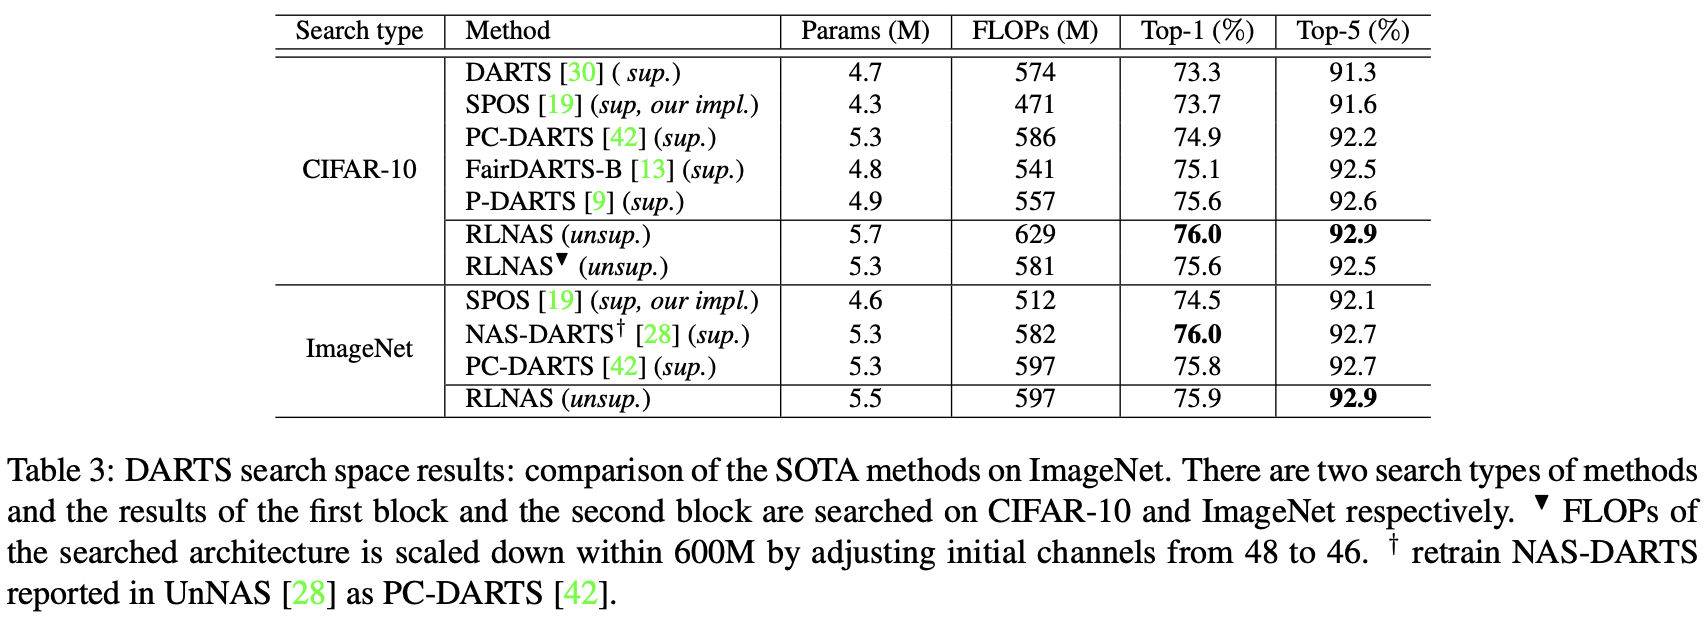 Search type Method Params (M) FLOPs (M) Top-1 (%) Top-5 (%)
CIFAR-10
DARTS [30] ( sup.) 4.7 574 73.3 91.3
SPOS [19] (sup, our impl.) 4.3 471 73.7 91.6
PC-DARTS [42] (sup.) 5.3 586 74.9 92.2
FairDARTS-B [13] (sup.) 4.8 541 75.1 92.5
P-DARTS [9] (sup.) 4.9 557 75.6 92.6
RLNAS (unsup.) 5.7 629 76.0 92.9
RLNAS▼ (unsup.) 5.3 581 75.6 92.5
ImageNet
SPOS [19] (sup, our impl.) 4.6 512 74.5 92.1
NAS-DARTS† [28] (sup.) 5.3 582 76.0 92.7
PC-DARTS [42] (sup.) 5.3 597 75.8 92.7
RLNAS (unsup.) 5.5 597 75.9 92.9
Table 3: DARTS search space results: comparison of the SOTA methods on ImageNet. There are two search types of methods
and the results of the first block and the second block are searched on CIFAR-10 and ImageNet respectively. ▼ FLOPs of
the searched architecture is scaled down within 600M by adjusting initial channels from 48 to 46. † retrain NAS-DARTS
reported in UnNAS [28] as PC-DARTS [42].